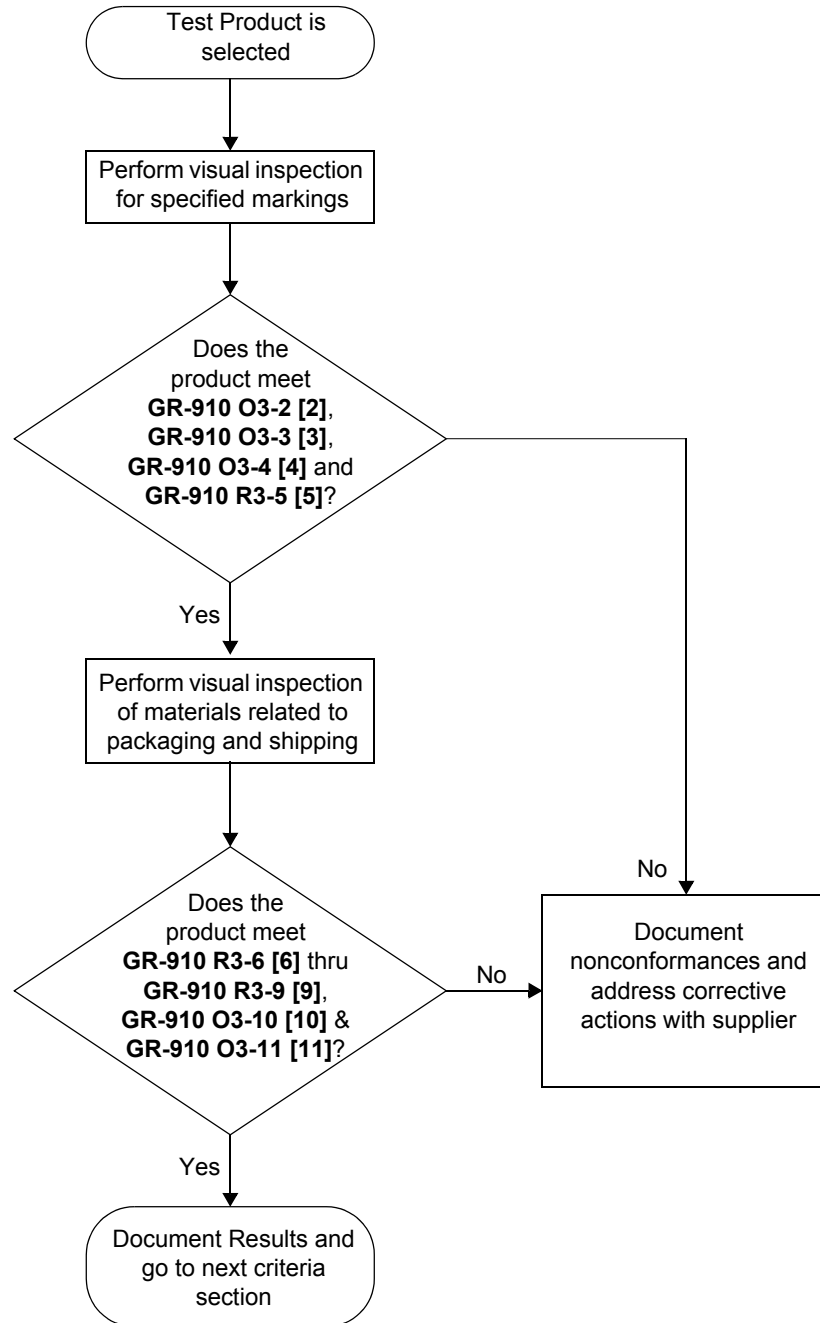 Test Product is
selected
Perform visual inspection
for specified markings
Does the
product meet
GR-910 O3-2 [2],
GR-910 O3-3 [3],
GR-910 O3-4 [4] and
GR-910 R3-5 [5]?
Yes
Perform visual inspection
of materials related to
packaging and shipping
No
Does the
product meet
GR-910 R3-6 [6] thru
GR-910 R3-9 [9],
GR-910 O3-10 [10] &
GR-910 O3-11 [11]?
No
Document
nonconformances and
address corrective
actions with supplier
Yes
Document Results and
go to next criteria
section